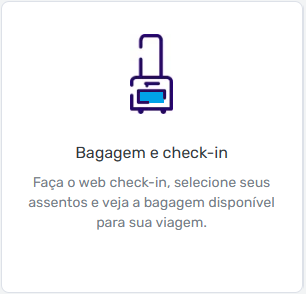 Bagagem e check-in
Faça o web check-in, selecione seus
assentos e veja a bagagem disponível
para sua viagem.